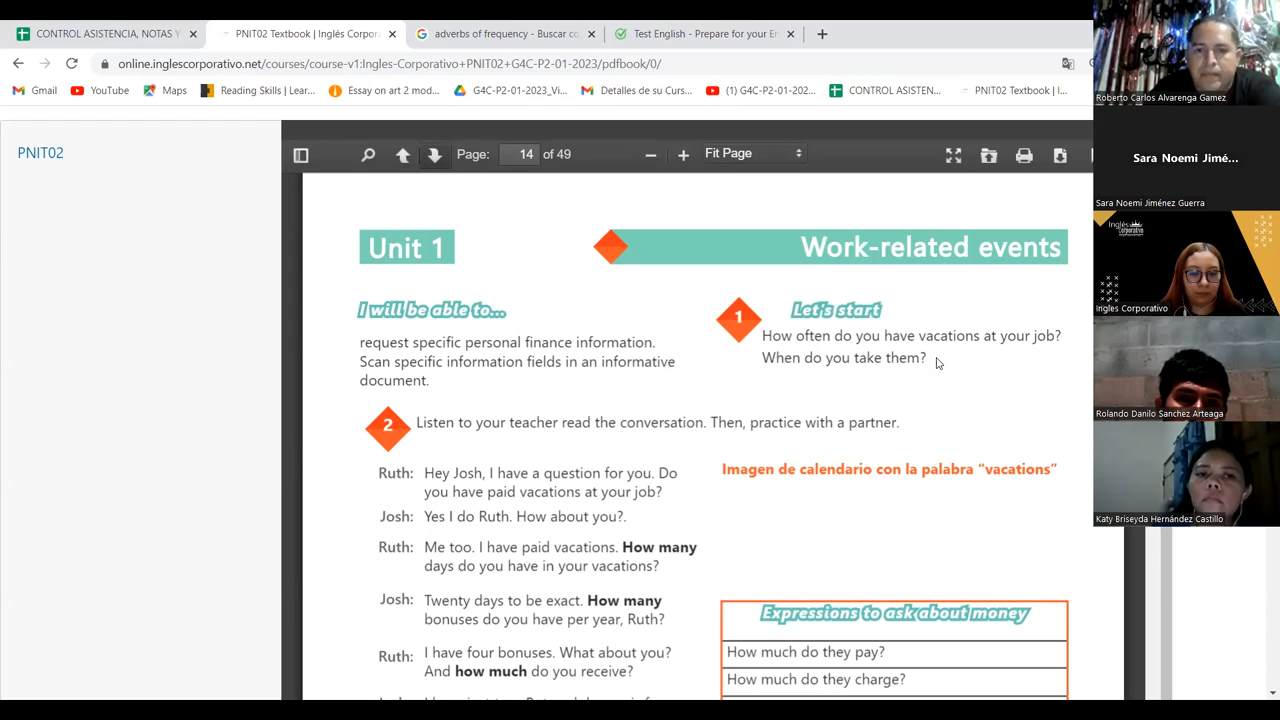 CONTROL ASISTENCIA, NOTAS Y
PNIT02 Textbook | Inglés Corpora
adverbs of frequency - Buscar co
Test English - Prepare for your En
online.inglescorporativo.net/courses/course-v1:Ingles-Corporativo+PNIT02+G4C-P2-01-2023/pdfbook/0/
Gmail
YouTube
Maps
Reading Skills | Lear...
Essay on art 2 mod...
G4C-P2-01-2023_Vi...
Detalles de su Curs...
(1) G4C-P2-01-202...
CONTROL ASISTEN...
PNIT02 Textbook | In...
PNIT02
Page: 14 of 49
Fit Page
Unit 1
Work-related events
I will be able to...
request specific personal finance information.
Scan specific information fields in an informative
document.
1
Let's start
How often do you have vacations at your job?
When do you take them?
2
Listen to your teacher read the conversation. Then, practice with a partner.
Ruth: Hey Josh, I have a question for you. Do
you have paid vacations at your job?
Josh: Yes I do Ruth. How about you?.
Ruth: Me too. I have paid vacations. How many
days do you have in your vacations?
Josh: Twenty days to be exact. How many
bonuses do you have per year, Ruth?
Ruth: I have four bonuses. What about you?
And how much do you receive?
Imagen de calendario con la palabra "vacations"
Expressions to ask about money
How much do they pay?
How much do they charge?
Roberto Carlos Alvarenga Gamez
Sara Noemi Jimé...
Sara Noemi Jiménez Guerra
Inglés
Corporativo
Ingles Corporativo
Rolando Danilo Sanchez Arteaga
Katy Briseyda Hernández Castillo